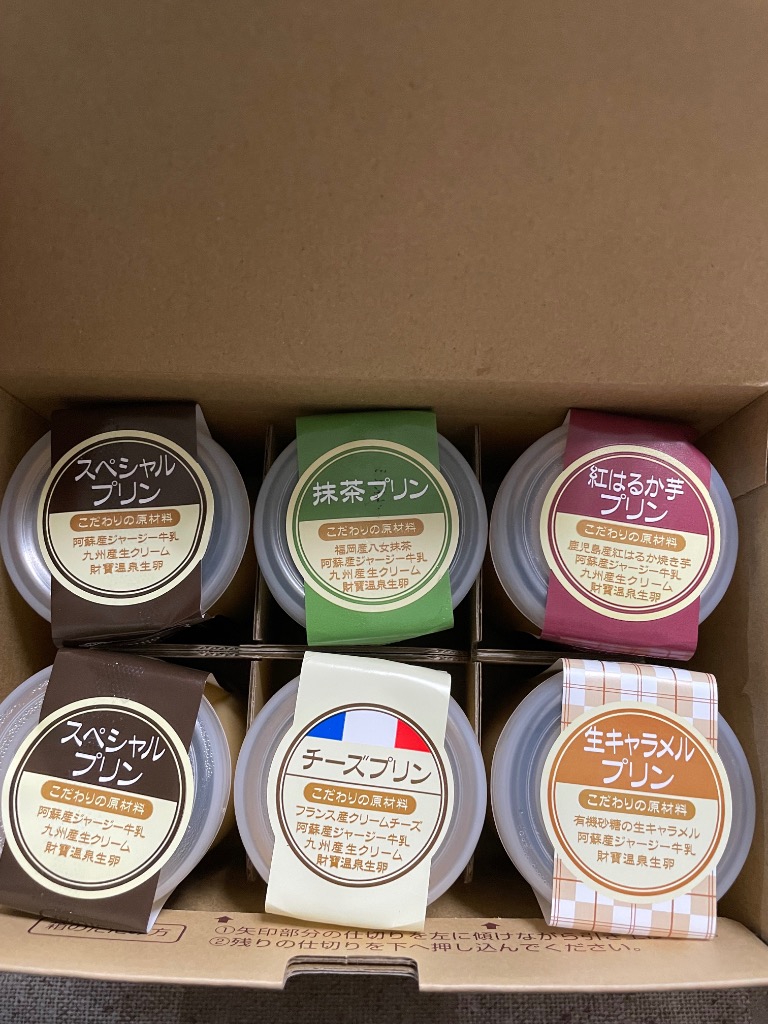 スペシャル
プリン
こだわりの原材料
阿蘇産ジャージー牛乳
九州産生クリーム
財寶温泉生卵
抹茶プリン
こだわりの原材料
福岡産八女抹茶
阿蘇産ジャージー牛乳
九州産生クリーム
財寶温泉生卵
紅はるか芋
プリン
こだわりの原材料
鹿児島産紅はるか焼き芋
阿蘇産ジャージー牛乳
九州産生クリーム
財寶温泉生卵
スペシャル
プリン
こだわりの原材料
阿蘇産ジャージー牛乳
九州産生クリーム
財寶温泉生卵
チーズプリン
こだわりの原材料
フランス産クリームチーズ
阿蘇産ジャージー牛乳
九州産生クリーム
財寶温泉生卵
生キャラメル
プリン
こだわりの原材料
有機砂糖の生キャラメル
阿蘇産ジャージー牛乳
財寶温泉生卵
①矢印部分の仕切りを左に傾けながら引き上
②残りの仕切りを下へ押し込んでください。